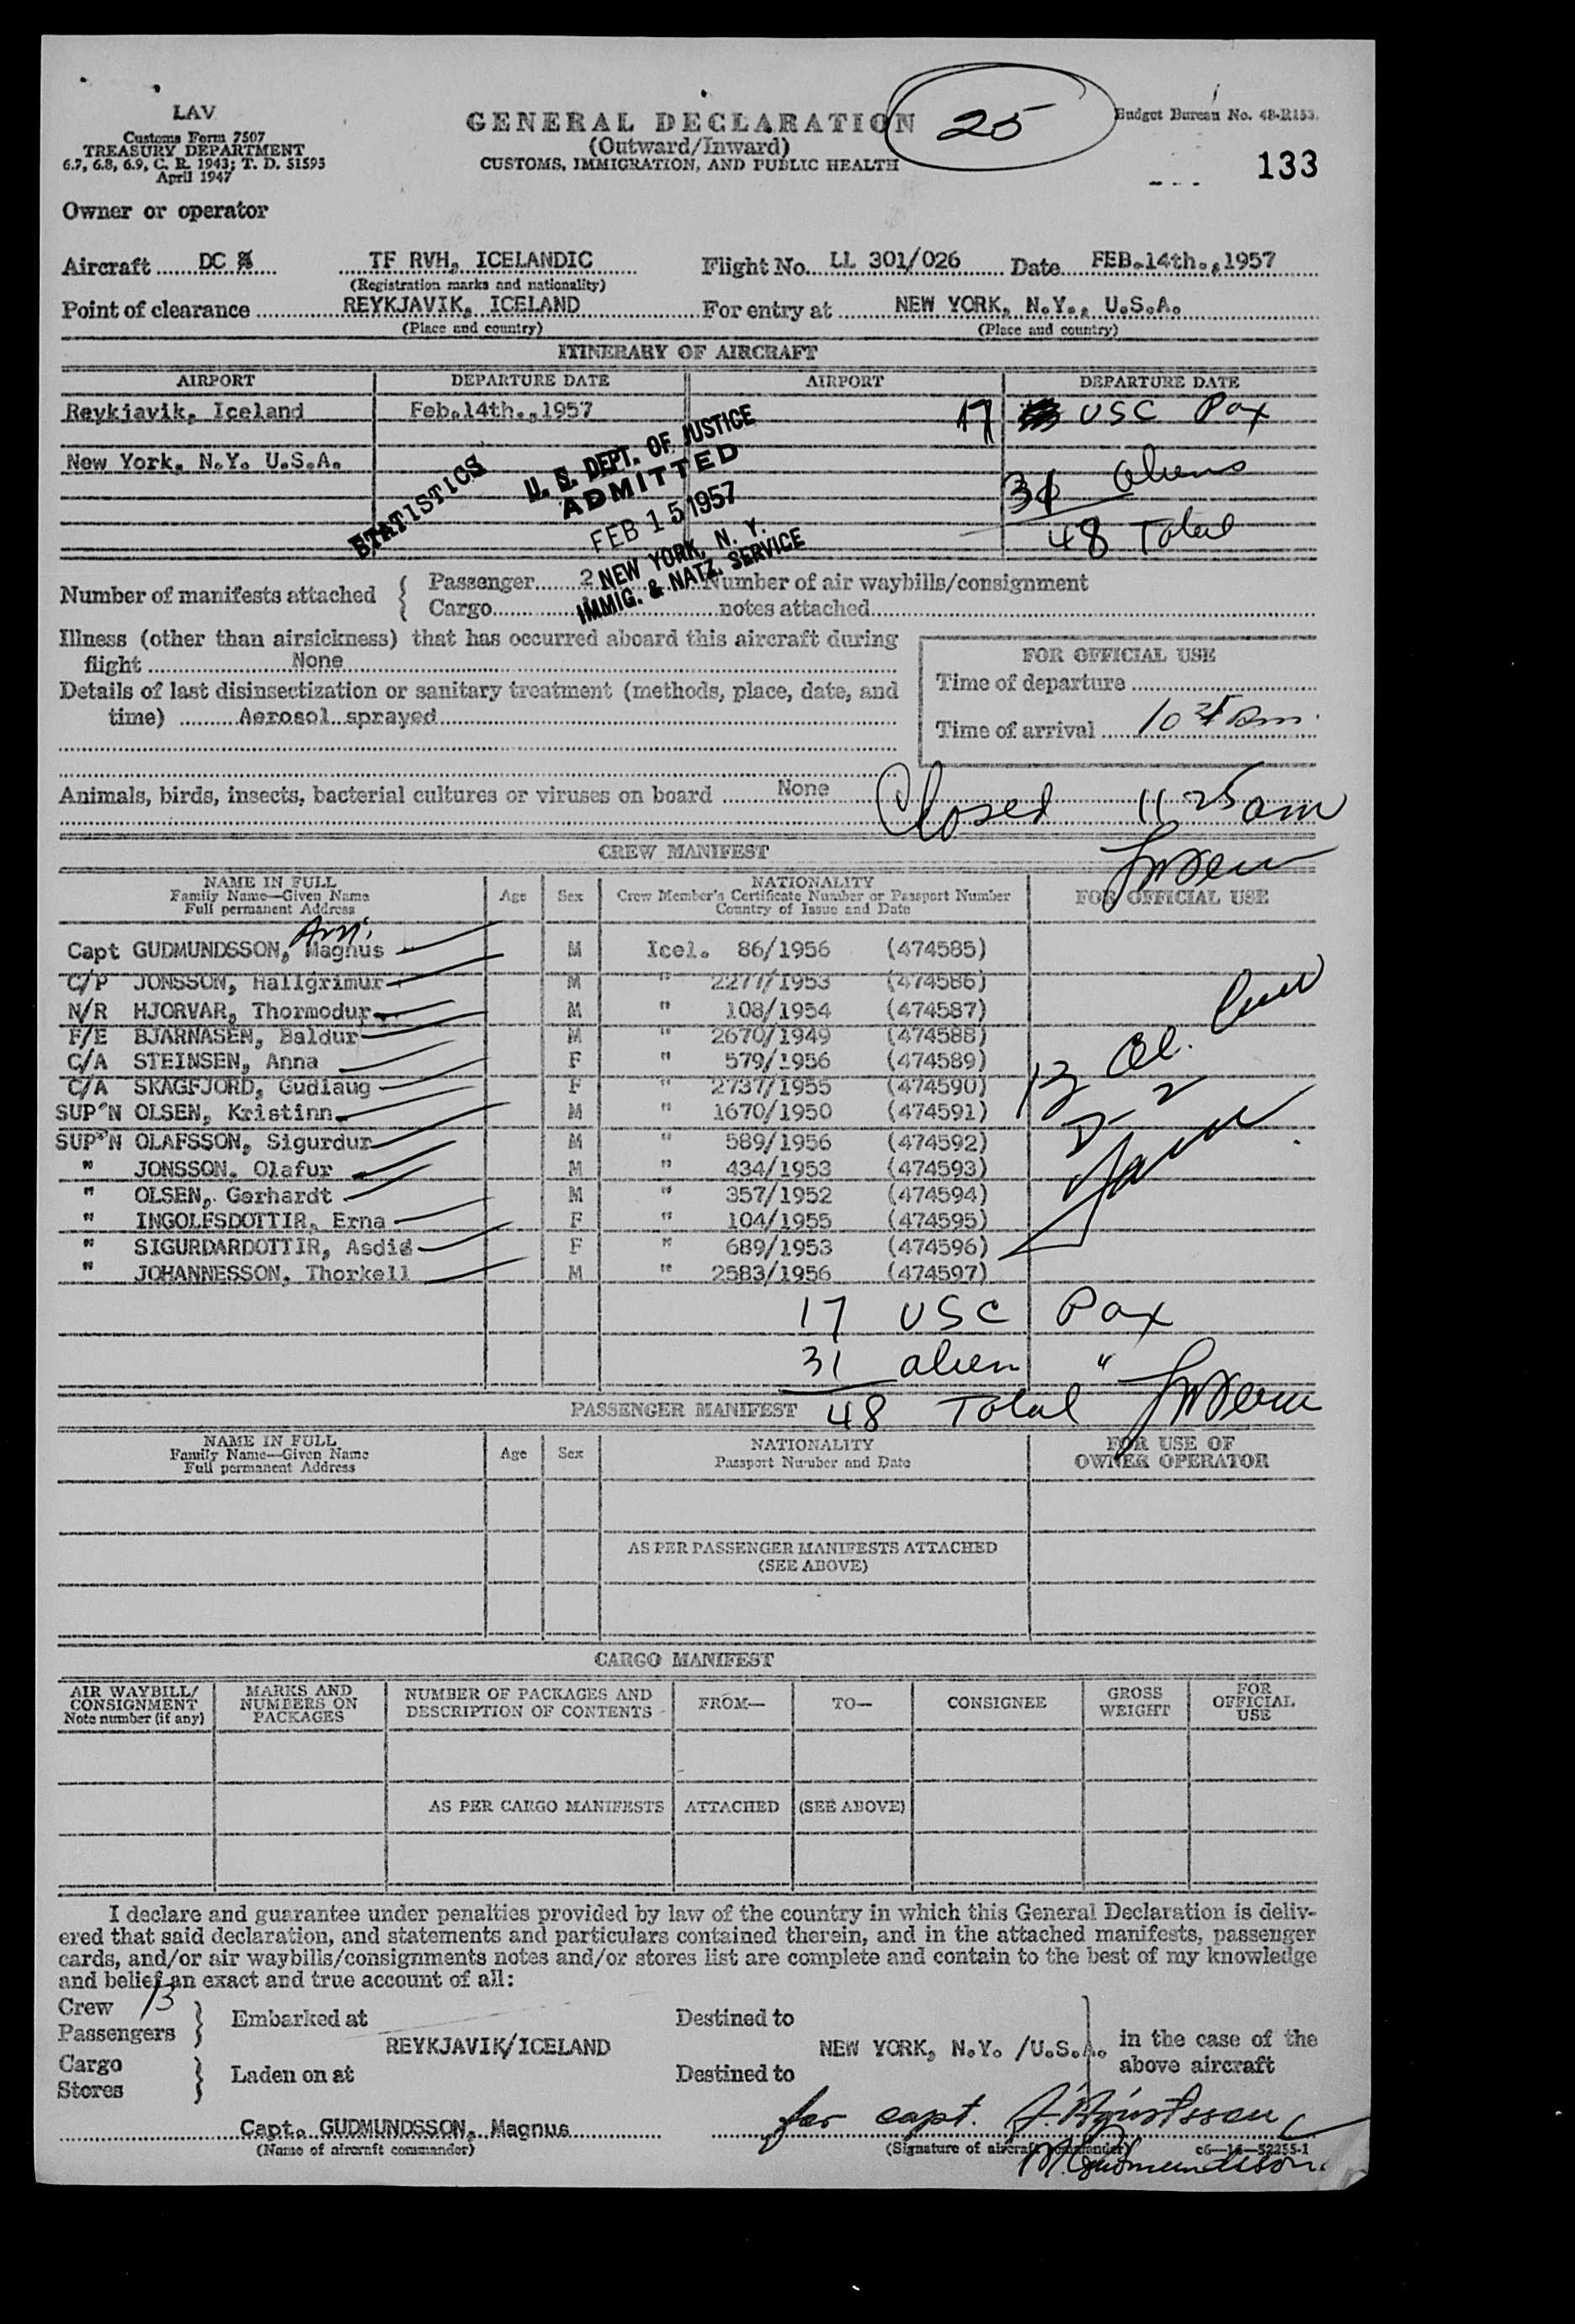 LAV
Customs Form 7507
TREASURY DEPARTMENT
6.7, 6.8, 6.9, C. R. 1943; T. D. 51595
April 1947
GENERAL DECLARATION
(Outward/Inward)
CUSTOMS, IMMIGRATION, AND PUBLIC HEALTH
25
Budget Bureau No. 48-R153.
133
Owner or operator
Aircraft DC TF RVH, ICELANDIC Flight No. LL 301/026 Date FEB.14th.,1957
(Registration marks and nationality)
Point of clearance REYKJAVIK, ICELAND For entry at NEW YORK, N.Y., U.S.A.
(Place and country) (Place and country)
ITINERARY OF AIRCRAFT
AIRPORT DEPARTURE DATE AIRPORT DEPARTURE DATE
Reykjavik, Iceland Feb.14th.,1957 17 USC Pax
New York, N.Y. U.S.A.
31 aliens
48 Total
STATISTICS
U. S. DEPT. OF JUSTICE
ADMITTED
FEB 15 1957
NEW YORK, N. Y.
IMMIG. & NATZ. SERVICE
Number of manifests attached { Passenger 2 Number of air waybills/consignment
Cargo notes attached
Illness (other than airsickness) that has occurred aboard this aircraft during
flight None
Details of last disinsectization or sanitary treatment (methods, place, date, and
time) Aerosol sprayed
FOR OFFICIAL USE
Time of departure
Time of arrival 10 am.
Animals, birds, insects, bacterial cultures or viruses on board None
Closed 11 25 am
CREW MANIFEST
NAME IN FULL
Family Name—Given Name
Full permanent Address
Age Sex
NATIONALITY
Crew Member's Certificate Number or Passport Number
Country of Issue and Date
FOR OFFICIAL USE
Capt GUDMUNDSSON, Magnus M Icel. 86/1956 (474585)
C/P JONSSON, Hallgrimur M " 2277/1953 (474586)
N/R HJORVAR, Thormodur M " 108/1954 (474587)
F/E BJARNASEN, Baldur M " 2670/1949 (474588)
C/A STEINSEN, Anna F " 579/1956 (474589)
C/A SKAGFJORD, Gudlaug F " 2737/1955 (474590)
SUP'N OLSEN, Kristinn M " 1670/1950 (474591)
SUP'N OLAFSSON, Sigurdur M " 589/1956 (474592)
" JONSSON, Olafur M " 434/1953 (474593)
" OLSEN, Gerhardt M " 357/1952 (474594)
" INGOLFSDOTTIR, Erna F " 104/1955 (474595)
" SIGURDARDOTTIR, Asdis F " 689/1953 (474596)
" JOHANNESSON, Thorkell M " 2583/1956 (474597)
13 al. crew
D-2
17 USC Pax
31 alien "
48 Total
PASSENGER MANIFEST
NAME IN FULL
Family Name—Given Name
Full permanent Address
Age Sex
NATIONALITY
Passport Number and Date
FOR USE OF
OWNER OPERATOR
AS PER PASSENGER MANIFESTS ATTACHED
(SEE ABOVE)
CARGO MANIFEST
AIR WAYBILL/
CONSIGNMENT
Note number (if any)
MARKS AND
NUMBERS ON
PACKAGES
NUMBER OF PACKAGES AND
DESCRIPTION OF CONTENTS
FROM— TO— CONSIGNEE
GROSS
WEIGHT
FOR
OFFICIAL
USE
AS PER CARGO MANIFESTS ATTACHED (SEE ABOVE)
I declare and guarantee under penalties provided by law of the country in which this General Declaration is deliv-
ered that said declaration, and statements and particulars contained therein, and in the attached manifests, passenger
cards, and/or air waybills/consignments notes and/or stores list are complete and contain to the best of my knowledge
and belief an exact and true account of all:
Crew 13
Passengers } Embarked at Destined to
REYKJAVIK/ICELAND NEW YORK, N.Y. /U.S.A.
in the case of the
above aircraft
Cargo
Stores } Laden on at Destined to
Capt. GUDMUNDSSON, Magnus
(Name of aircraft commander)
for capt.
(Signature of aircraft commander)
c6—16—52255-1
M Gudmundsson